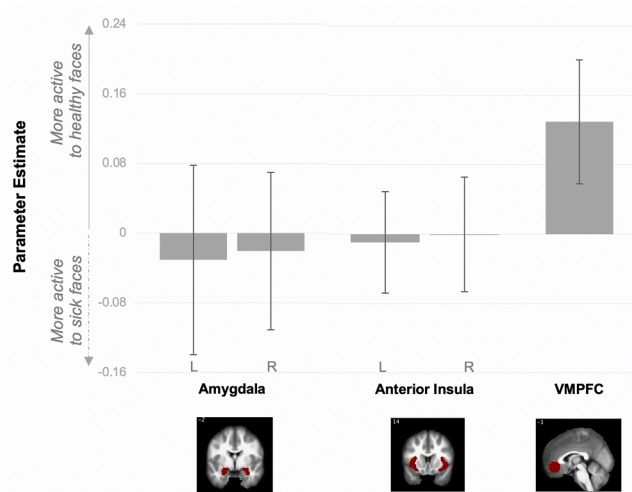 0.24
0.16
0.08
0
-0.08
-0.16
Parameter Estimate
More active
to healthy faces
More active
to sick faces
L
R
L
R
Amygdala
Anterior Insula
VMPFC
-2
14
-1